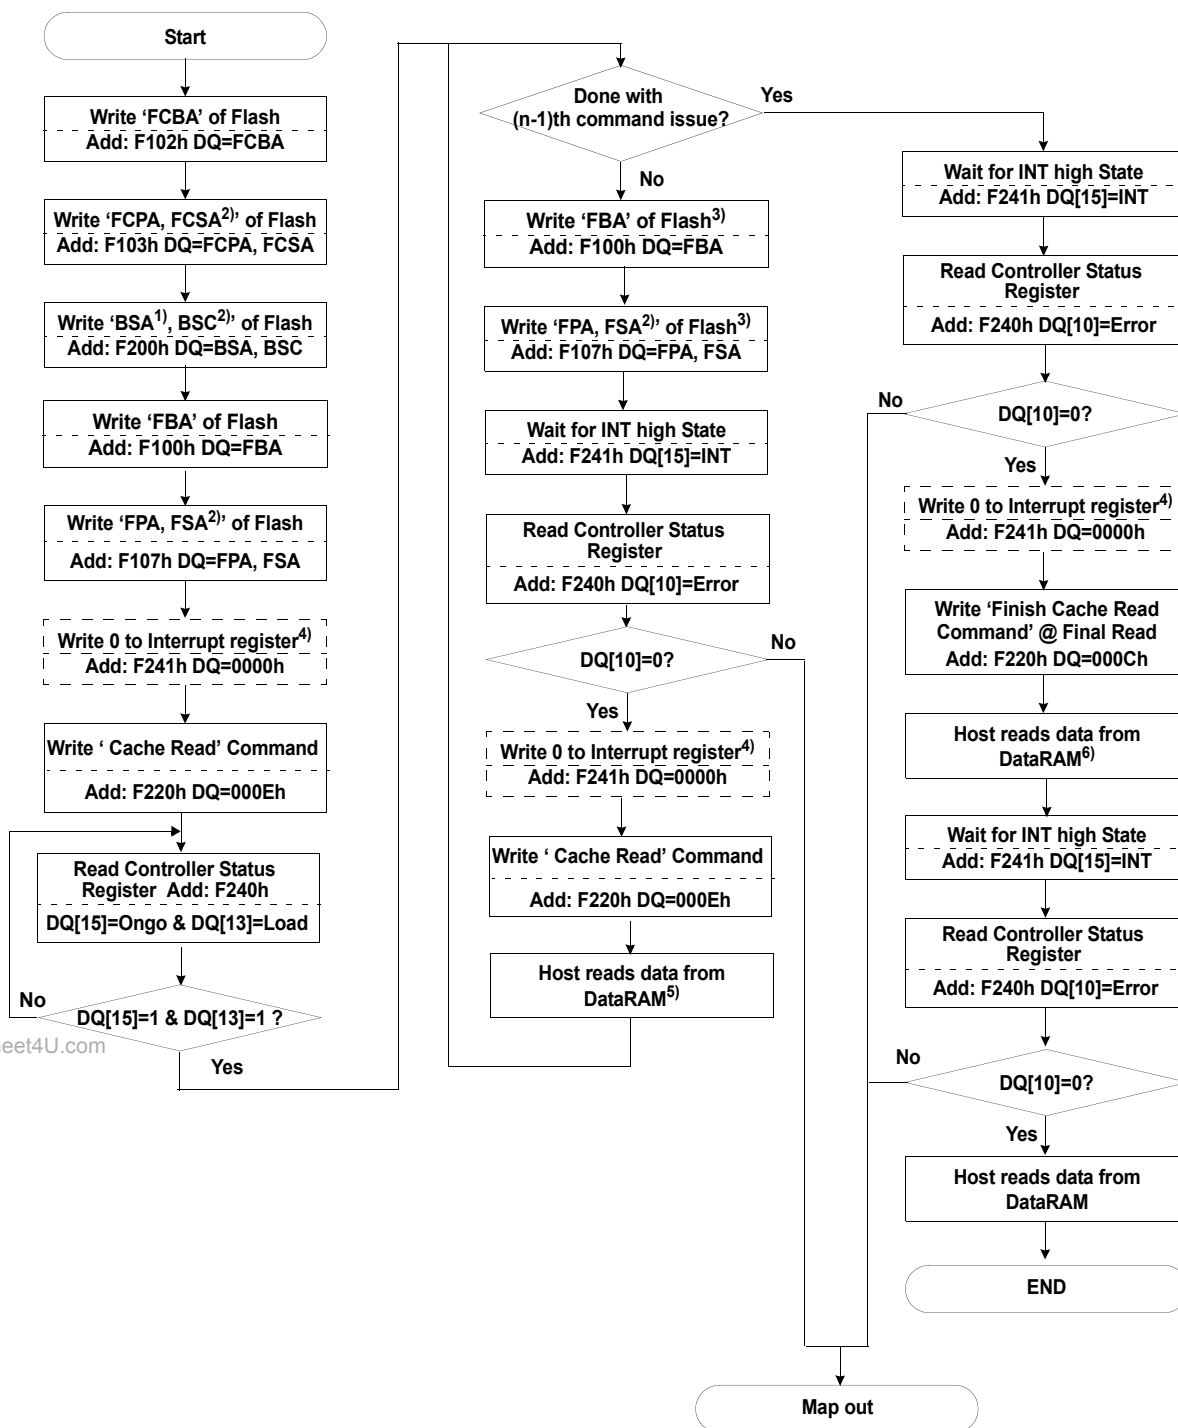 Start
Write ‘FCBA’ of Flash
Add: F102h DQ=FCBA
Write ‘FCPA, FCSA2)’ of Flash
Add: F103h DQ=FCPA, FCSA
Write ‘BSA1), BSC2)’ of Flash
Add: F200h DQ=BSA, BSC
Write ‘FBA’ of Flash
Add: F100h DQ=FBA
Write ‘FPA, FSA2)’ of Flash
Add: F107h DQ=FPA, FSA
Write 0 to Interrupt register4)
Add: F241h DQ=0000h
Write ‘ Cache Read’ Command
Add: F220h DQ=000Eh
Read Controller Status
Register Add: F240h
DQ[15]=Ongo & DQ[13]=Load
No
DQ[15]=1 & DQ[13]=1 ?
eet4U.com
Yes
Done with
(n-1)th command issue?
Yes
No
Write ‘FBA’ of Flash3)
Add: F100h DQ=FBA
Write ‘FPA, FSA2)’ of Flash3)
Add: F107h DQ=FPA, FSA
Wait for INT high State
Add: F241h DQ[15]=INT
Read Controller Status
Register
Add: F240h DQ[10]=Error
No
DQ[10]=0?
Yes
Write 0 to Interrupt register4)
Add: F241h DQ=0000h
Write ‘ Cache Read’ Command
Add: F220h DQ=000Eh
Host reads data from
DataRAM5)
Wait for INT high State
Add: F241h DQ[15]=INT
Read Controller Status
Register
Add: F240h DQ[10]=Error
No
DQ[10]=0?
Yes
Write 0 to Interrupt register4)
Add: F241h DQ=0000h
Write ‘Finish Cache Read
Command’ @ Final Read
Add: F220h DQ=000Ch
Host reads data from
DataRAM6)
Wait for INT high State
Add: F241h DQ[15]=INT
Read Controller Status
Register
Add: F240h DQ[10]=Error
No
DQ[10]=0?
Yes
Host reads data from
DataRAM
END
Map out